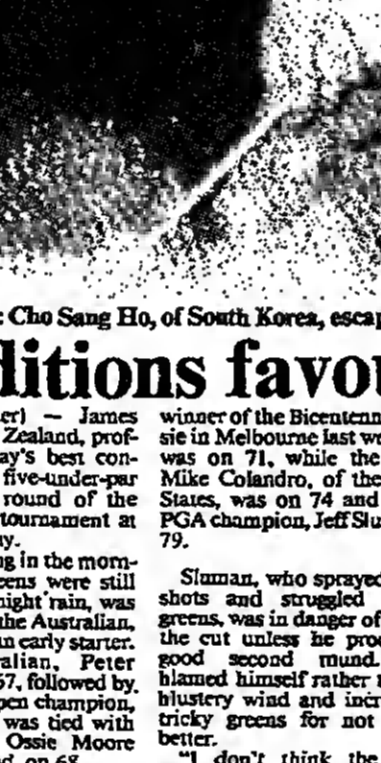 : Cho Sang Ho, of South Korea, escap
ditions favou
er) — James
Zealand, prof-
ay's best con-
five-under-par
round of the
tournament at
y.
g in the morn-
eens were still
night rain, was
the Australian,
n early starter.
ralian, Peter
67, followed by
pen champion,
was tied with
Ossie Moore
d, on 68.
winner of the Bicentenn
sie in Melbourne last w
was on 71, while the
Mike Colandro, of the
States, was on 74 and
PGA champion, Jeff Slu
79.
Sluman, who sprayed
shots and struggled
greens, was in danger of
the cut unless he prod
good second round.
blamed himself rather
blustery wind and incr
tricky greens for not
better.
"I don't think the